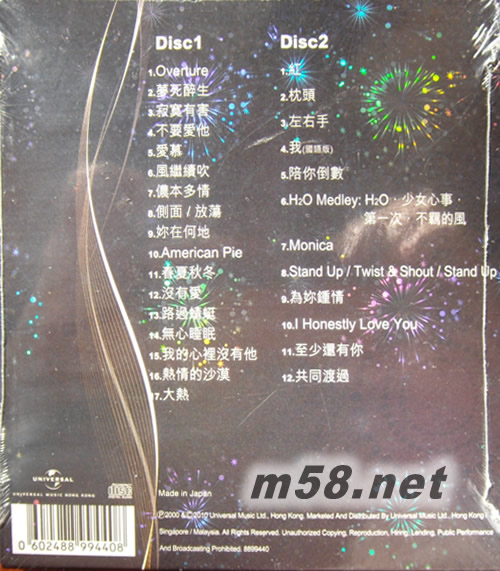 Disc1
1.Overture
2.夢死醉生
3.寂寞有害
4.不要愛他
5.愛慕
6.風繼續吹
7.儂本多情
8.側面 / 放蕩
9.妳在何地
10.American Pie
11.春夏秋冬
12.沒有愛
13.路過蜻蜓
14.無心睡眠
15.我的心裡沒有他
16.熱情的沙漠
17.大熱
Disc2
1.紅
2.枕頭
3.左右手
4.我(國語版)
5.陪你倒數
6.H₂O Medley: H₂O．少女心事．
第一次．不羈的風
7.Monica
8.Stand Up / Twist & Shout / Stand Up
9.為妳鍾情
10.I Honestly Love You
11.至少還有你
12.共同渡過
UNIVERSAL
UNIVERSAL MUSIC HONG KONG
COMPACT
disc
DIGITAL AUDIO
Made in Japan
m58.net
Ⓟ2000 & Ⓒ2010 Universal Music Ltd., Hong Kong. Marketed And Distributed By Universal Music Ltd., Hong Kong /
Singapore / Malaysia. All Rights Reserved. Unauthorized Copying, Reproduction, Hiring, Lending, Public Performance
And Broadcasting Prohibited. 8899440
0 602488 994408